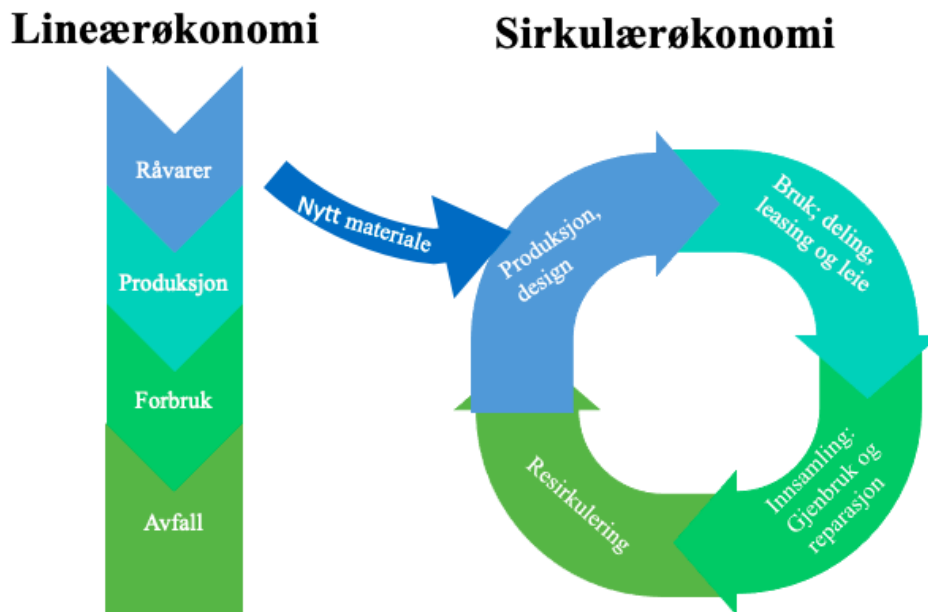 Lineærøkonomi
Sirkulærøkonomi
Råvarer
Produksjon
Forbruk
Avfall
Nytt materiale
Produksjon,
design
Bruk; deling,
leasing og leie
Innsamling:
Gjenbruk og
reparasjon
Resirkulering